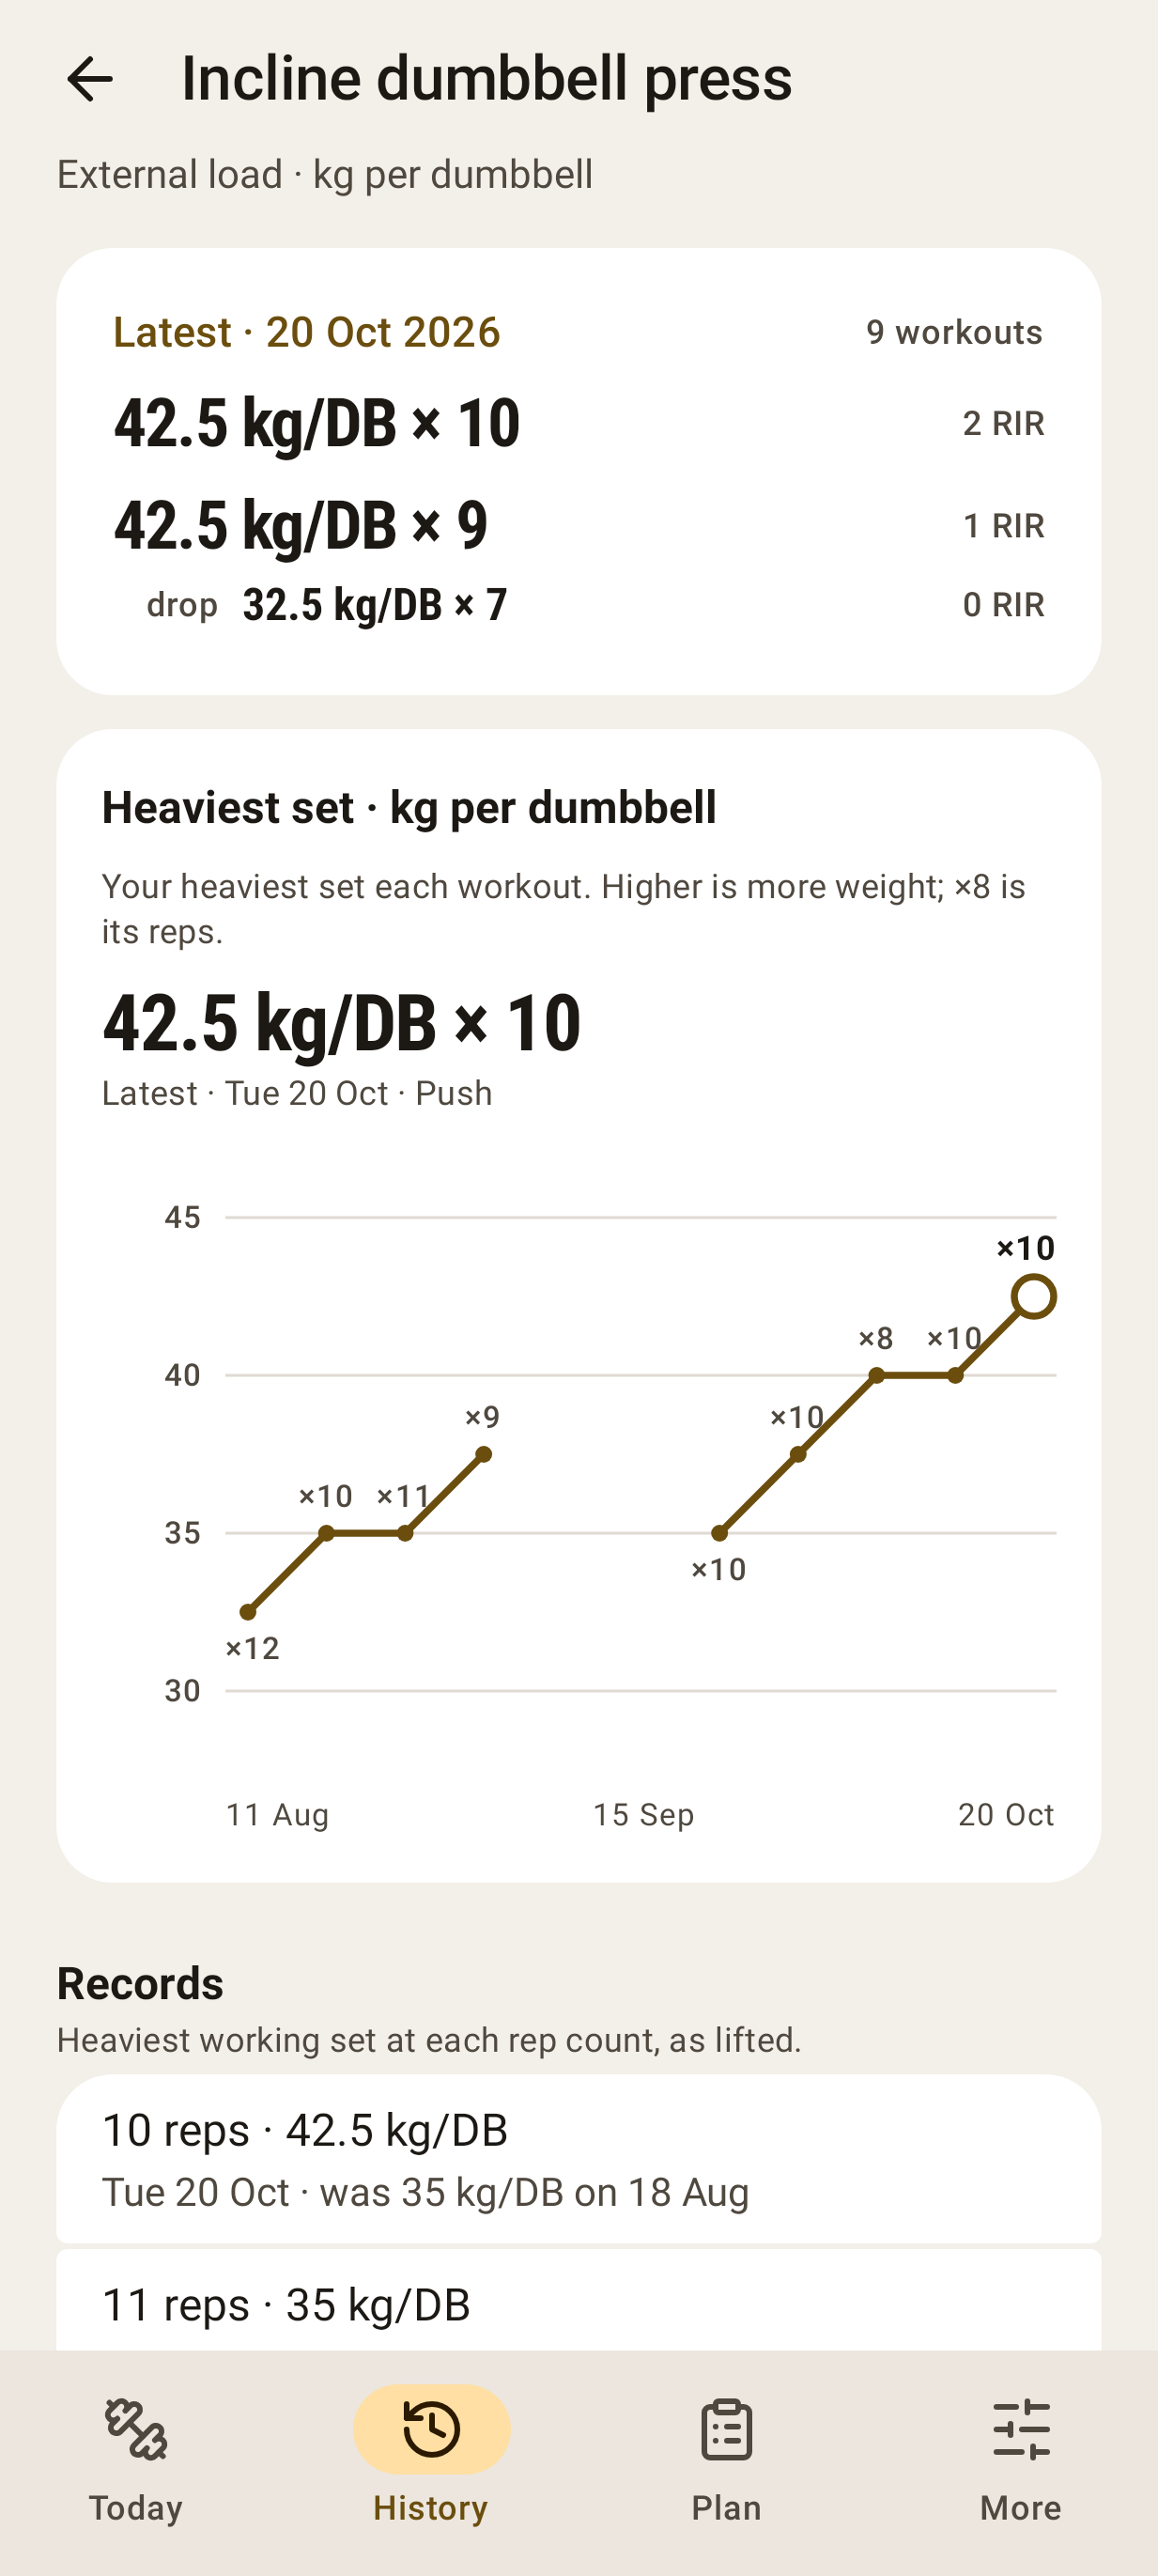 Incline dumbbell press
External load · kg per dumbbell
Latest · 20 Oct 2026
9 workouts
42.5 kg/DB × 10
2 RIR
42.5 kg/DB × 9
1 RIR
drop 32.5 kg/DB × 7
0 RIR
Heaviest set · kg per dumbbell
Your heaviest set each workout. Higher is more weight; ×8 is
its reps.
42.5 kg/DB × 10
Latest · Tue 20 Oct · Push
45
×10
×8 ×10
40
×9 ×10
×10 ×11
35
×10
×12
30
11 Aug 15 Sep 20 Oct
Records
Heaviest working set at each rep count, as lifted.
10 reps · 42.5 kg/DB
Tue 20 Oct · was 35 kg/DB on 18 Aug
11 reps · 35 kg/DB
Today History Plan More